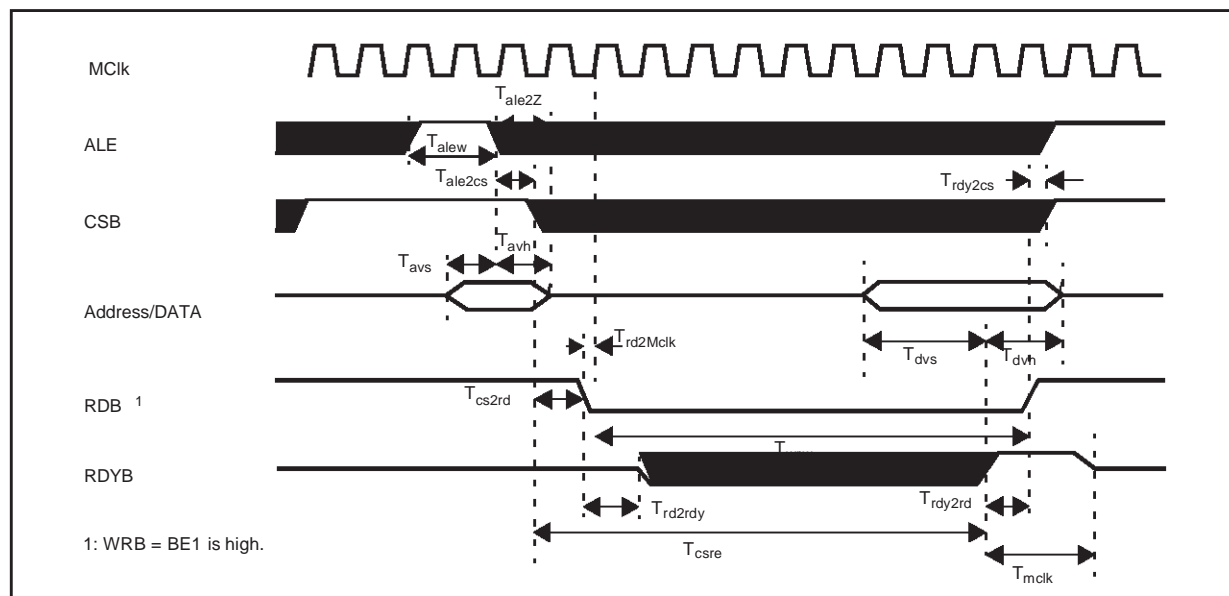 MClk
Tale2Z
ALE
Talew
Tale2cs
Trdy2cs
CSB
Tavs
Tavh
Address/DATA
Trd2Mclk
Tdvs
Tdvh
RDB 1
Tcs2rd
RDYB
Trd2rdy
Trdy2rd
1: WRB = BE1 is high.
Tcsre
Tmclk